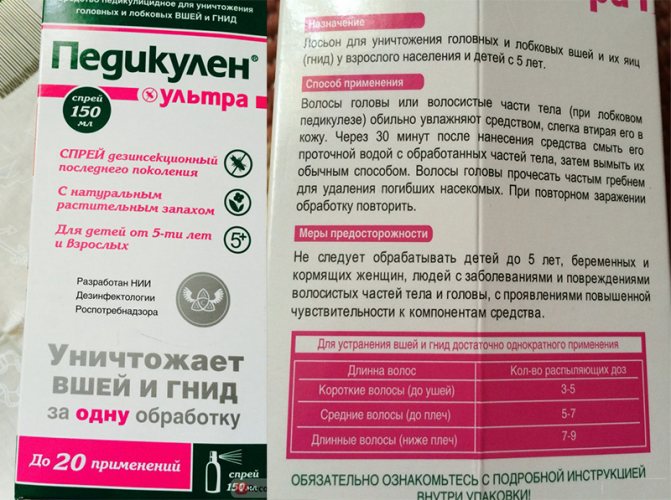 средство педикулицидное для уничтожения
головных и лобковых ВШЕЙ и ГНИД
Педикулен®
ультра
спрей
150
мл
СПРЕЙ дезинсекционный
последнего поколения
С натуральным
растительным запахом
Для детей от 5-ти лет
и взрослых
5+
Разработан НИИ
Дезинфектологии
Роспотребнадзора
Уничтожает
ВШЕЙ И ГНИД
за одну обработку
До 20 применений
спрей
150 мл
Назначение
Лосьон для уничтожения головных и лобковых вшей и их яиц
(гнид) у взрослого населения и детей с 5 лет.
Способ применения
Волосы головы или волосистые части тела (при лобковом
педикулезе) обильно увлажняют средством, слегка втирая его в
кожу. Через 30 минут после нанесения средства смыть его
проточной водой с обработанных частей тела, затем вымыть их
обычным способом. Волосы головы прочесать частым гребнем
для удаления погибших насекомых. При повторном заражении
обработку повторить.
Меры предосторожности
Не следует обрабатывать детей до 5 лет, беременных и
кормящих женщин, людей с заболеваниями и повреждениями
волосистых частей тела и головы, с проявлениями повышенной
чувствительности к компонентам средства.
Для устранения вшей и гнид достаточно однократного применения
Длинна волос Кол-во распыляющих доз
Короткие волосы (до ушей) 3-5
Средние волосы (до плеч) 5-7
Длинные волосы (ниже плеч) 7-9
ОБЯЗАТЕЛЬНО ОЗНАКОМЬТЕСЬ С ПОДРОБНОЙ ИНСТРУКЦИЕЙ
ВНУТРИ УПАКОВКИ!